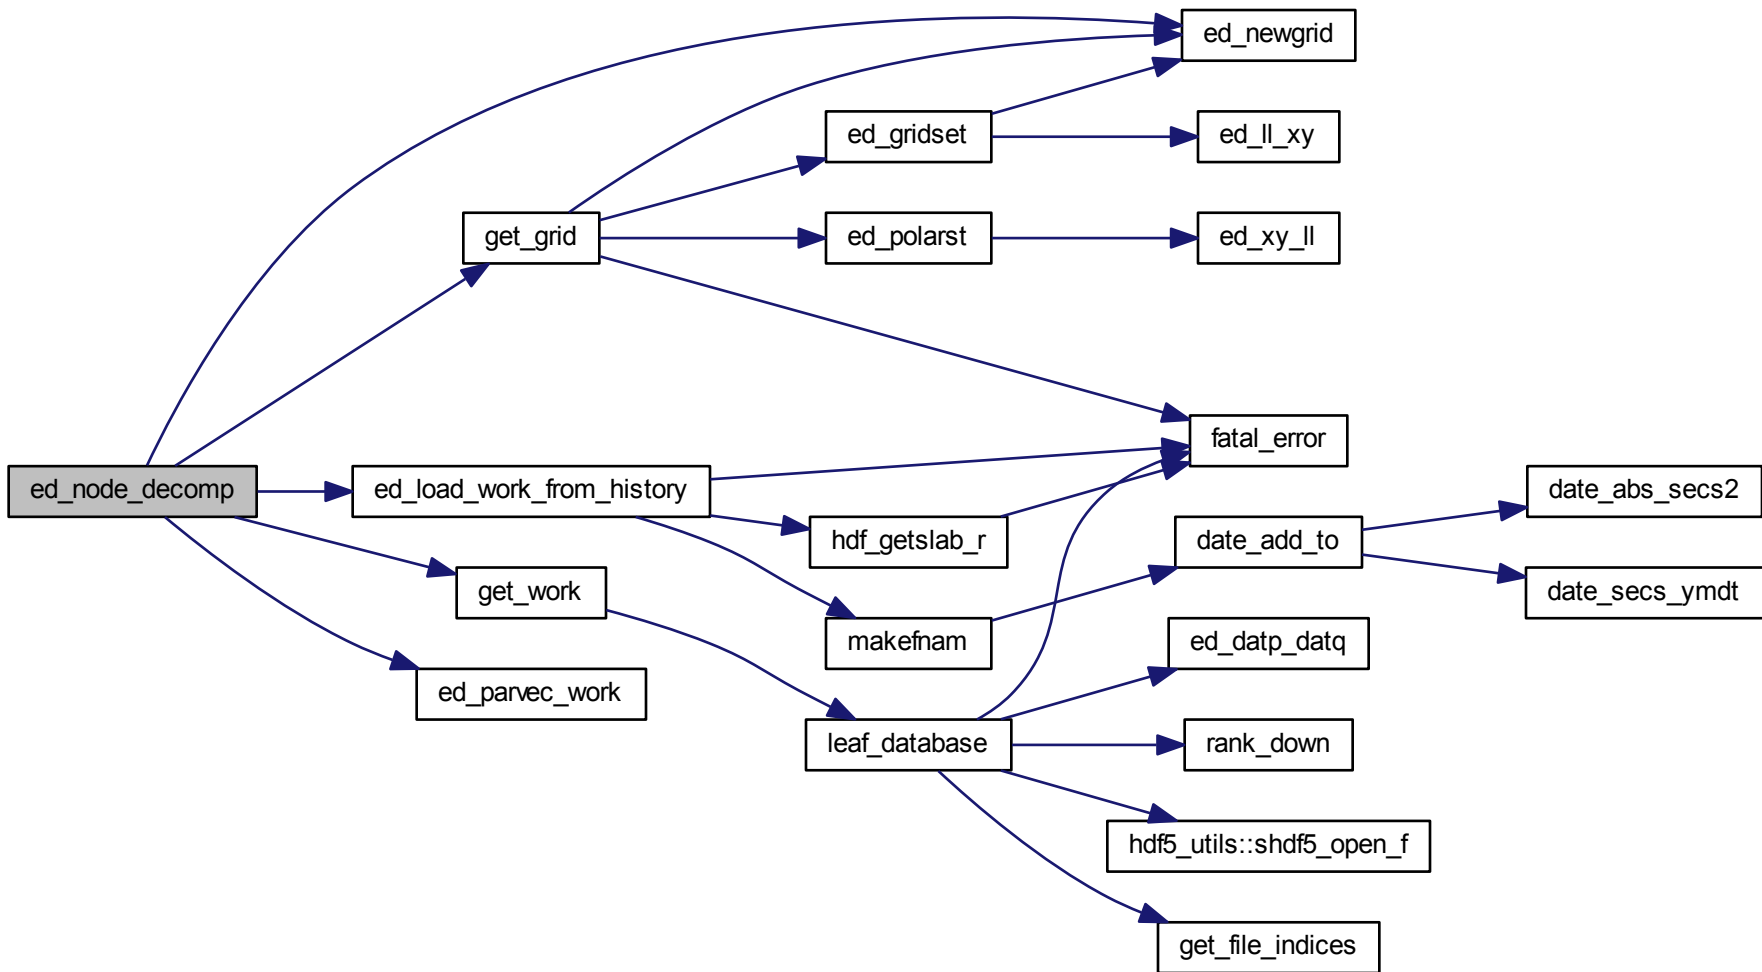 ed_newgrid
ed_gridset
ed_ll_xy
get_grid
ed_polarst
ed_xy_ll
fatal_error
ed_node_decomp
ed_load_work_from_history
date_abs_secs2
hdf_getslab_r
date_add_to
get_work
date_secs_ymdt
makefnam
ed_datp_datq
ed_parvec_work
leaf_database
rank_down
hdf5_utils::shdf5_open_f
get_file_indices